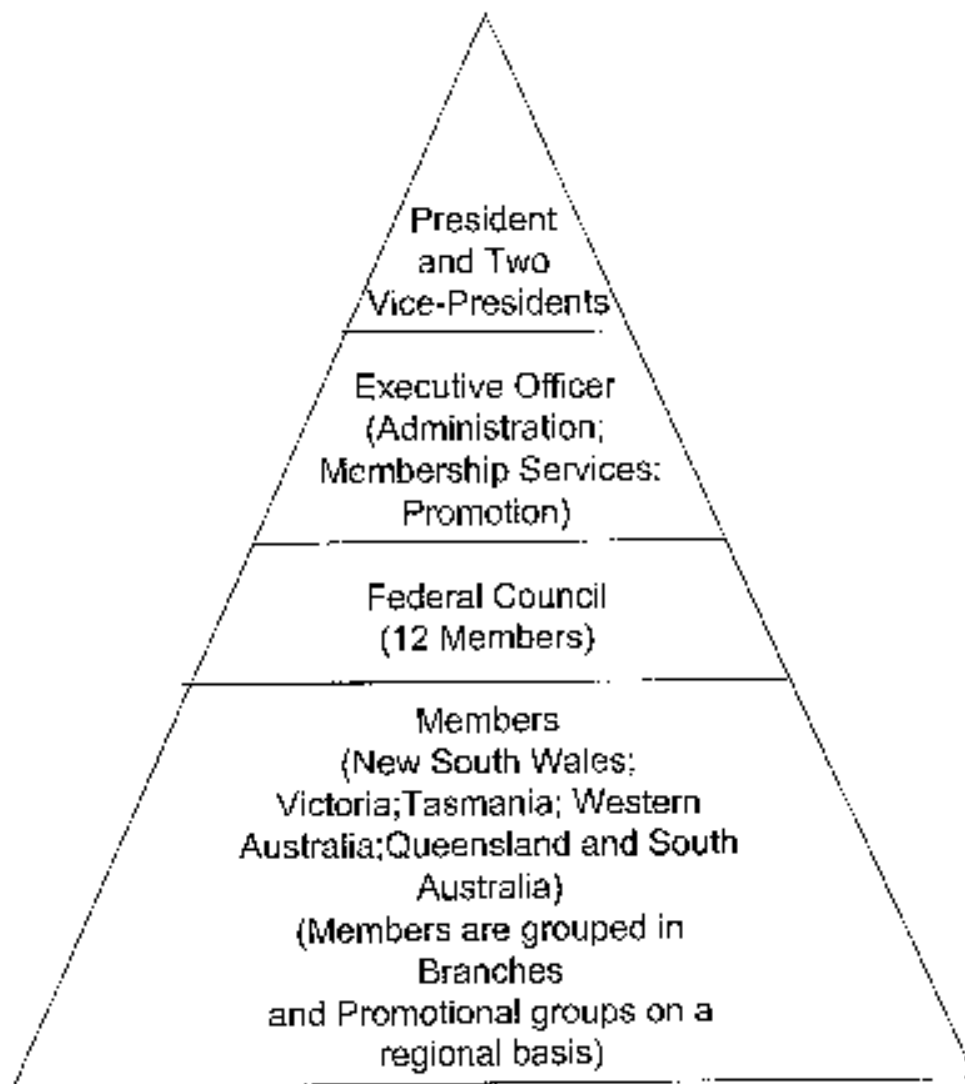 President
and Two
Vice-Presidents
Executive Officer
(Administration;
Membership Services:
Promotion)
Federal Council
(12 Members)
Members
(New South Wales;
Victoria;Tasmania; Western
Australia;Queensland and South
Australia)
(Members are grouped in
Branches
and Promotional groups on a
regional basis)